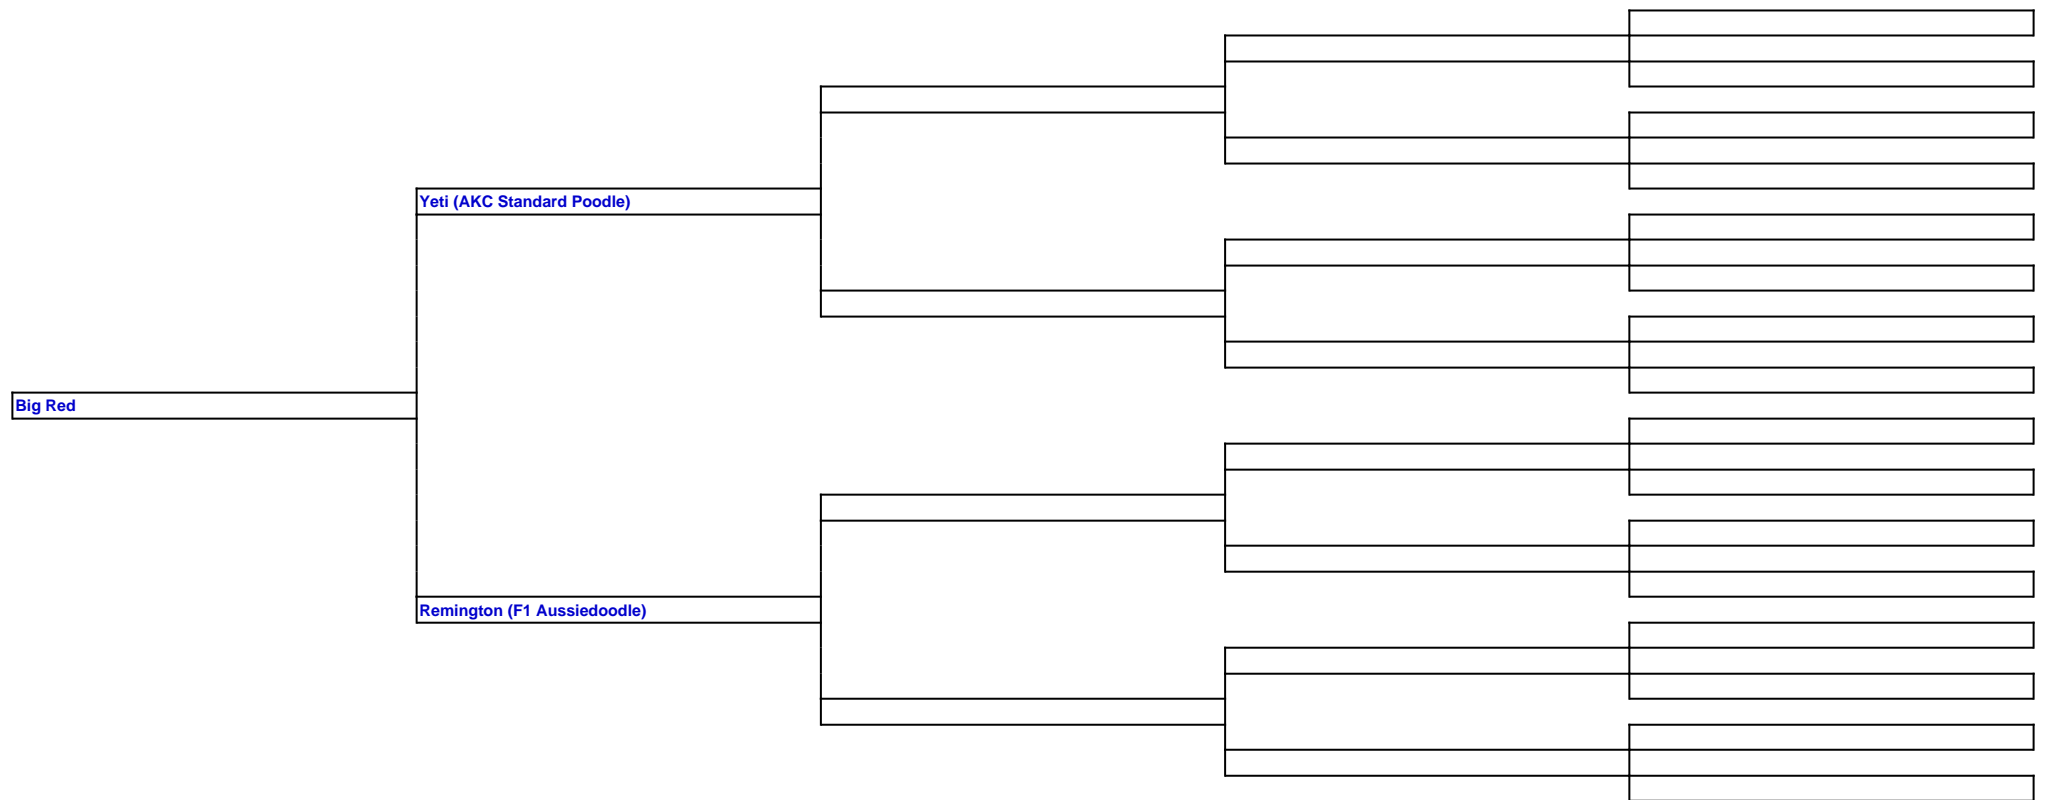 Yeti (AKC Standard Poodle)
Big Red
Remington (F1 Aussiedoodle)